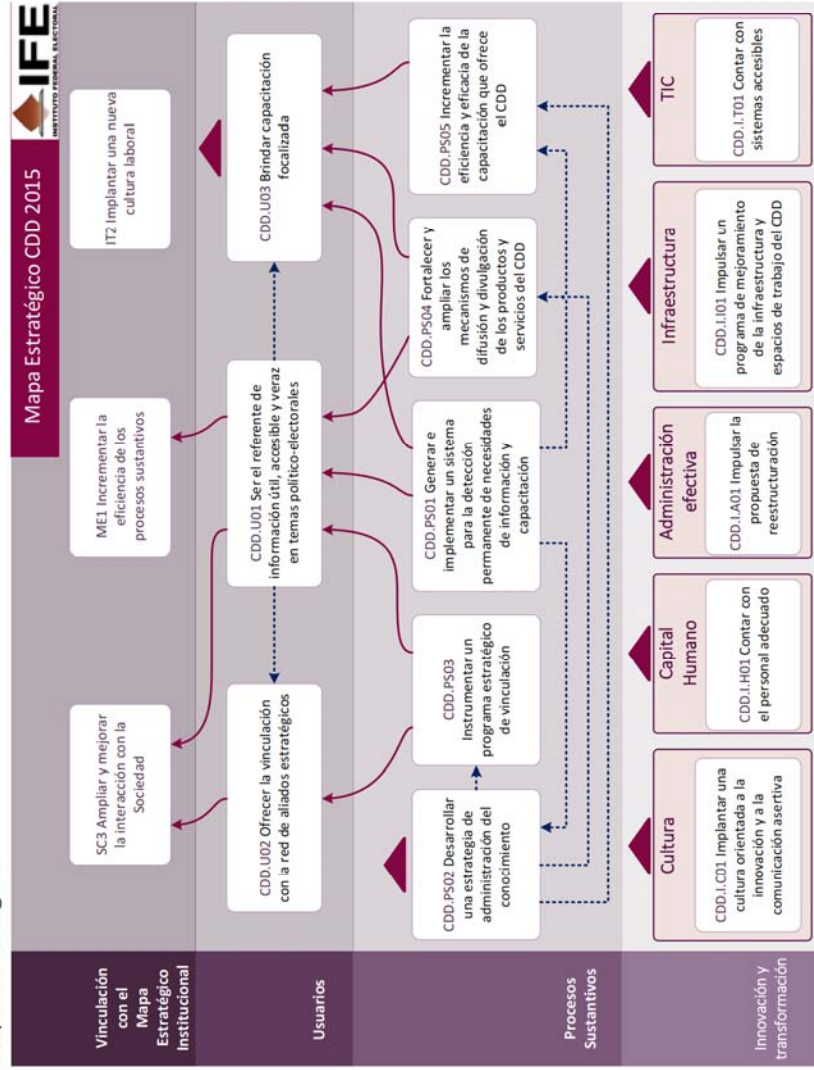 Mapa Estratégico CDD 2015
IFE
INSTITUTO FEDERAL ELECTORAL
Vinculación
con el
Mapa
Estratégico
Institucional
SC3 Ampliar y mejorar
la interacción con la
Sociedad
ME1 Incrementar la
eficiencia de los
procesos sustantivos
IT2 Implantar una nueva
cultura laboral
Usuarios
CDD.U02 Ofrecer la vinculación
con la red de aliados estratégicos
CDD.U01 Ser el referente de
información útil, accesible y veraz
en temas político-electorales
CDD.U03 Brindar capacitación
focalizada
Procesos
Sustantivos
CDD.PS02 Desarrollar
una estrategia de
administración del
conocimiento
CDD.PS03
Instrumentar un
programa estratégico
de vinculación
CDD.PS01 Generar e
implementar un sistema
para la detección
permanente de necesidades
de información y
capacitación
CDD.PS04 Fortalecer y
ampliar los
mecanismos de
difusión y divulgación
de los productos y
servicios del CDD
CDD.PS05 Incrementar la
eficiencia y eficacia de la
capacitación que ofrece
el CDD
Innovación y
transformación
Cultura
CDD.I.C01 Implantar una
cultura orientada a la
innovación y a la
comunicación asertiva
Capital
Humano
CDD.I.H01 Contar con
el personal adecuado
Administración
efectiva
CDD.I.A01 Impulsar la
propuesta de
reestructuración
Infraestructura
CDD.I.I01 Impulsar un
programa de mejoramiento
de la infraestructura y
espacios de trabajo del CDD
TIC
CDD.I.T01 Contar con
sistemas accesibles